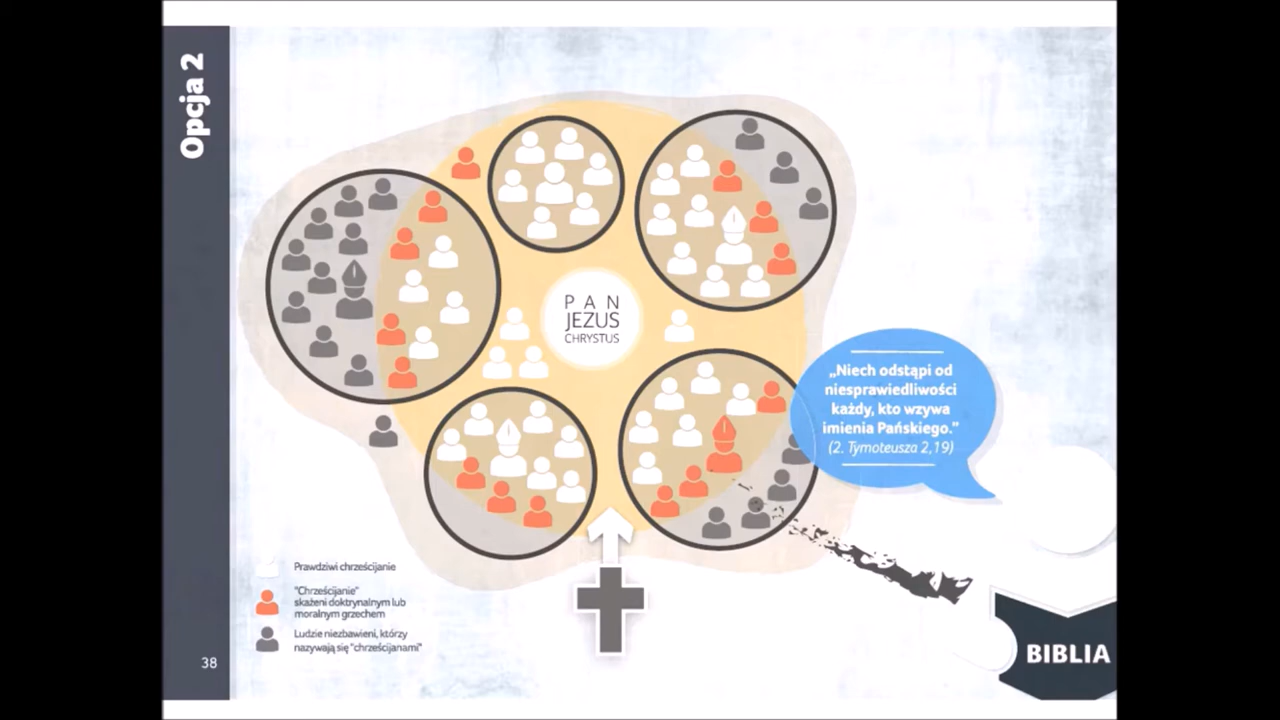 Opcja 2
PAN
JEZUS
CHRYSTUS
„Niech odstąpi od
niesprawiedliwości
każdy, kto wzywa
imienia Pańskiego.”
(2. Tymoteusza 2,19)
Prawdziwi chrześcijanie
"Chrześcijanie"
skażeni doktrynalnym lub
moralnym grzechem
Ludzie niezbawieni, którzy
nazywają się "chrześcijanami"
38
BIBLIA